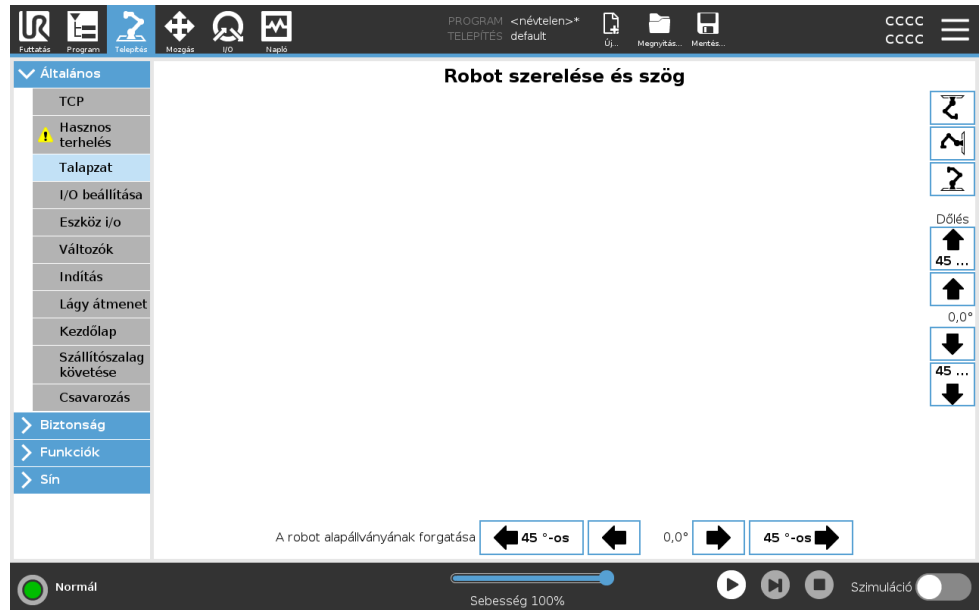 PROGRAM <névtelen>*
TELEPÍTÉS default
CCCC
CCCC
Futtatás Program Telepítés Mozgás I/O Napló Új... Megnyitás... Mentés...
Általános
TCP
Hasznos
terhelés
Talapzat
I/O beállítása
Eszköz i/o
Változók
Indítás
Lágy átmenet
Kezdőlap
Szállítószalag
követése
Csavarozás
Biztonság
Funkciók
Sín
Robot szerelése és szög
Dőlés
45 ...
0,0°
45 ...
A robot alapálványának forgatása 45 °-os 0,0° 45 °-os
Normál
Sebesség 100%
Szimuláció